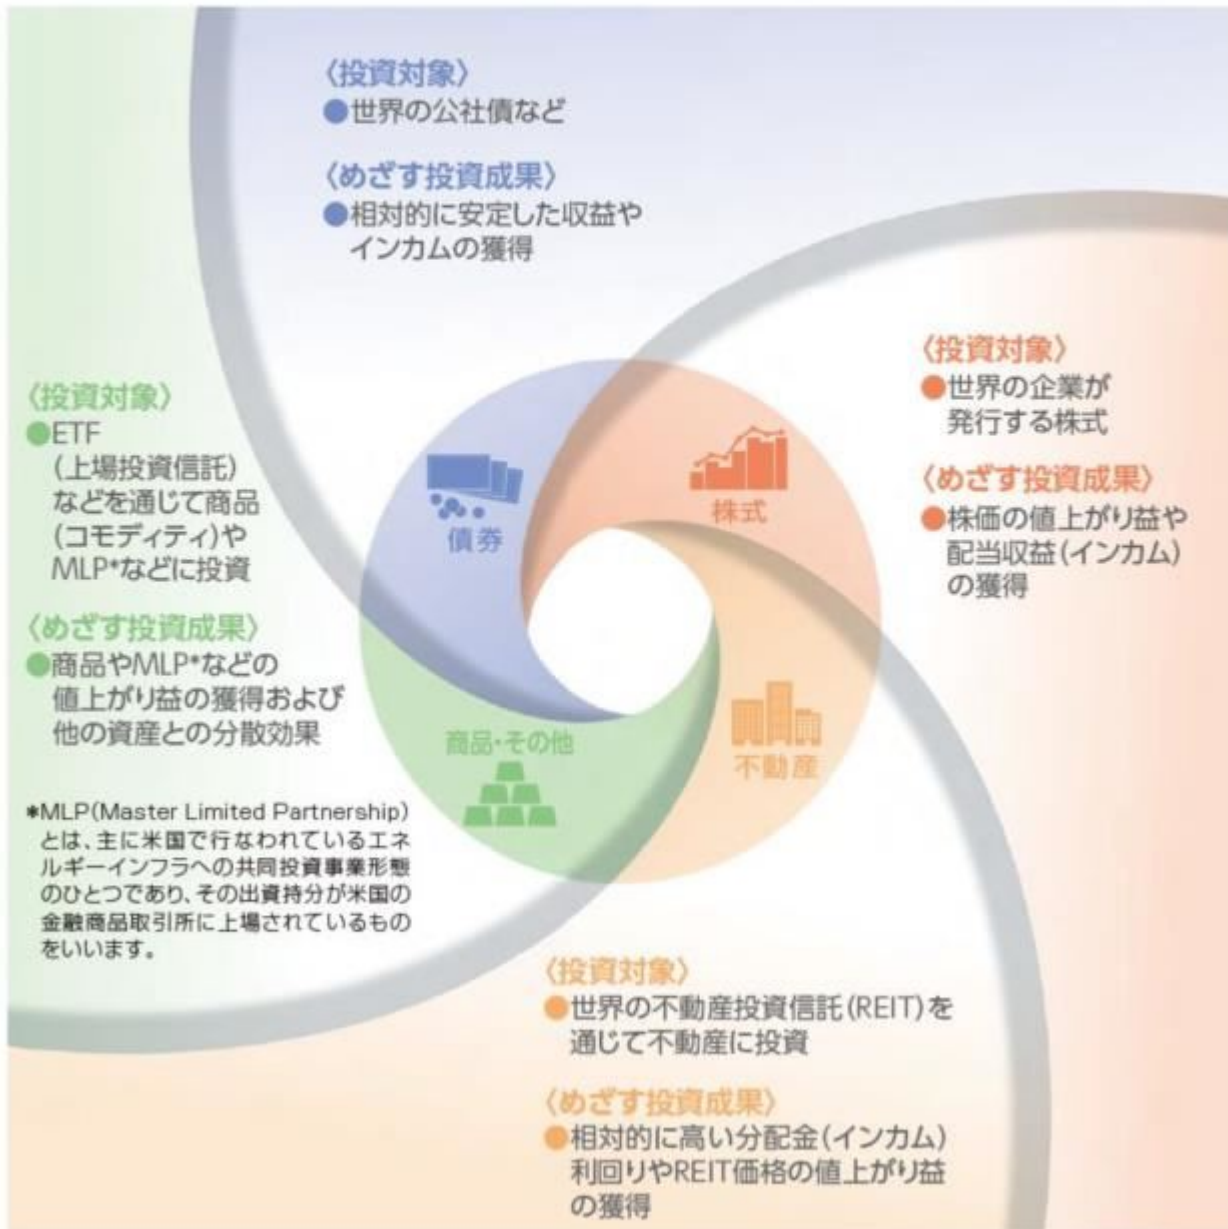 〈投資対象〉
●世界の公社債など
〈めざす投資成果〉
●相対的に安定した収益や
インカムの獲得
〈投資対象〉
●世界の企業が
発行する株式
〈めざす投資成果〉
●株価の値上がり益や
配当収益(インカム)
の獲得
〈投資対象〉
●ETF
(上場投資信託)
などを通じて商品
(コモディティ)や
MLP*などに投資
〈めざす投資成果〉
●商品やMLP*などの
値上がり益の獲得および
他の資産との分散効果
*MLP(Master Limited Partnership)
とは、主に米国で行なわれているエネ
ルギーインフラへの共同投資事業形態
のひとつであり、その出資持分が米国の
金融商品取引所に上場されているもの
をいいます。
債券
株式
商品・その他
不動産
〈投資対象〉
●世界の不動産投資信託(REIT)を
通じて不動産に投資
〈めざす投資成果〉
●相対的に高い分配金(インカム)
利回りやREIT価格の値上がり益
の獲得